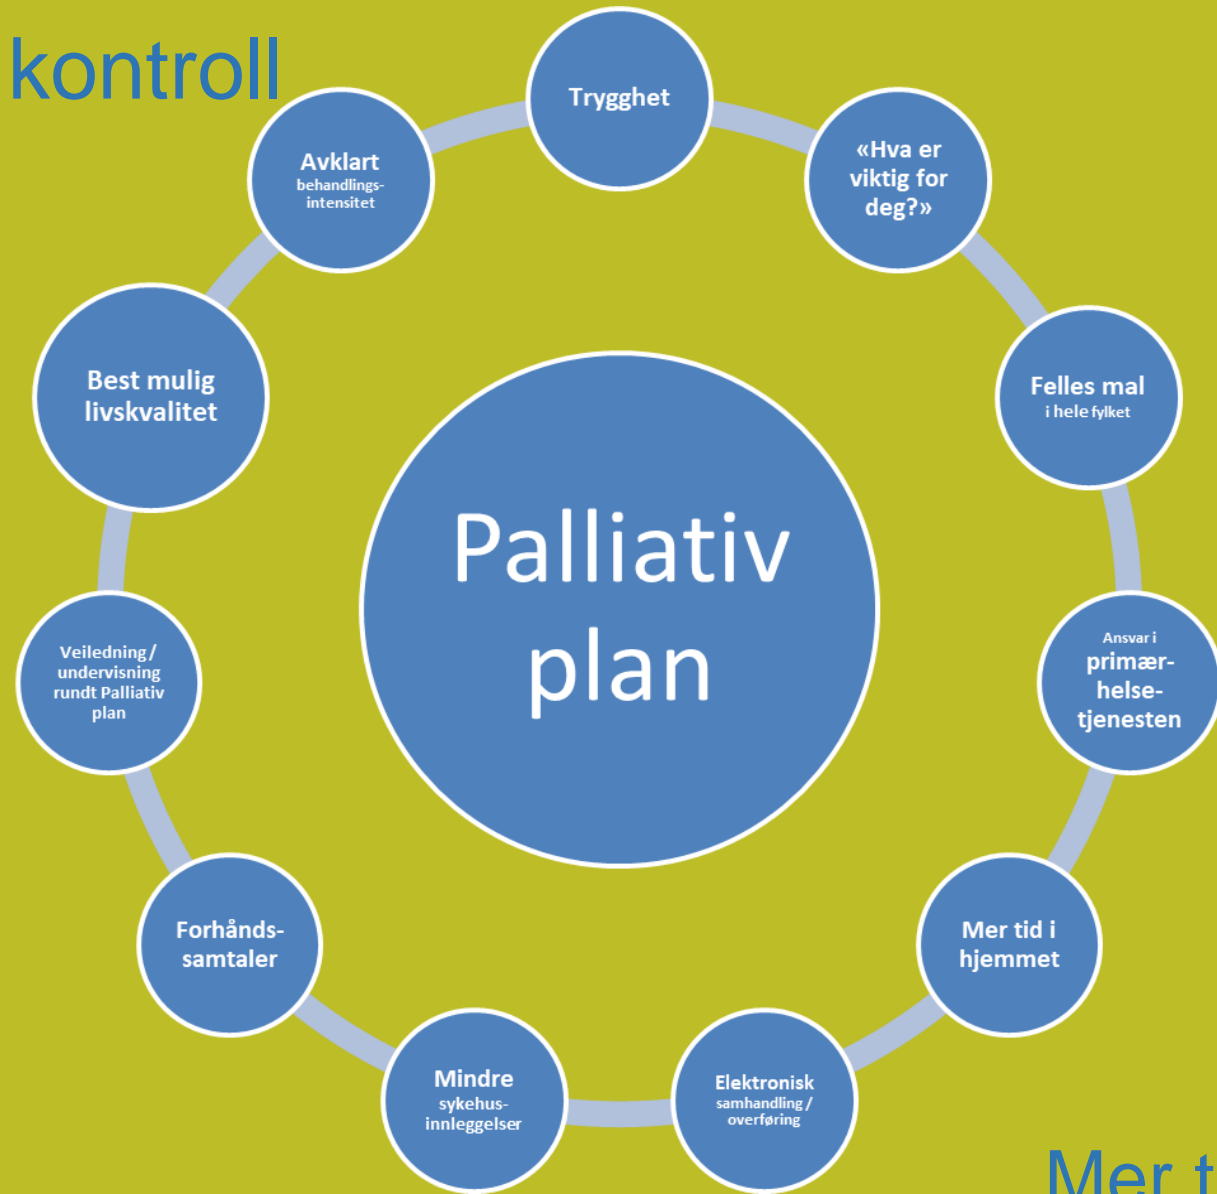 kontroll
Trygghet
«Hva er
viktig for
deg?»
Felles mal
i hele fylket
Ansvar i
primær-
helse-
tjenesten
Mer tid i
hjemmet
Elektronisk
samhandling /
overføring
Mindre
sykehus-
innleggelser
Forhånds-
samtaler
Veiledning /
undervisning
rundt Palliativ
plan
Best mulig
livskvalitet
Avklart
behandlings-
intensitet
Palliativ
plan
Mer t